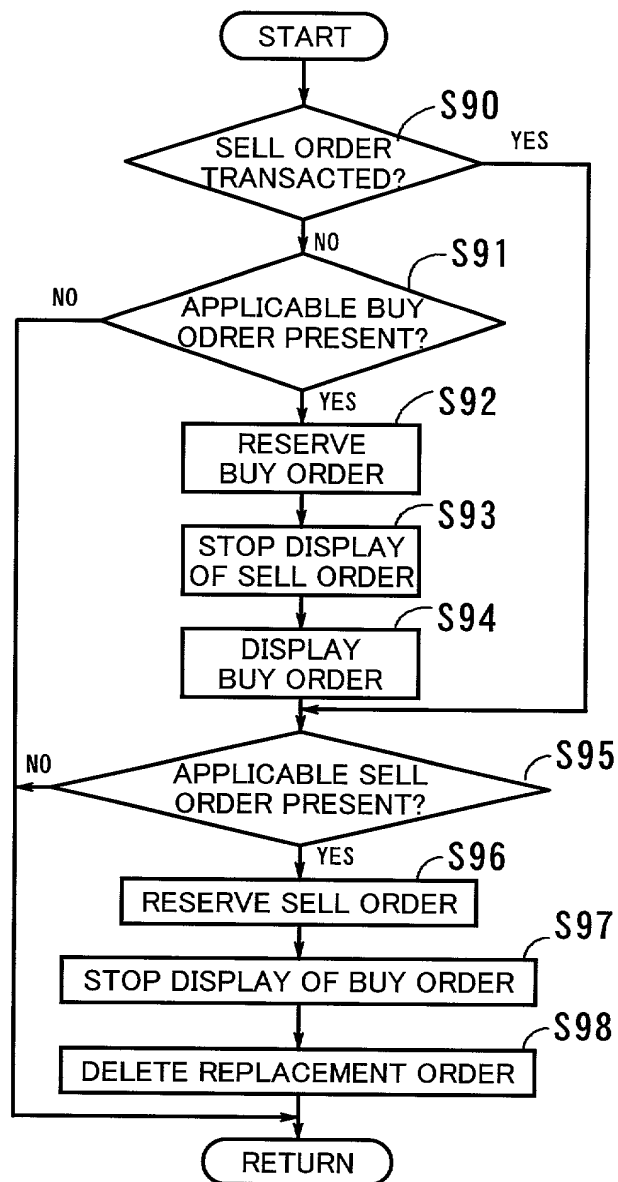 START
S90
SELL ORDER
TRANSACTED?
YES
NO
S91
NO
APPLICABLE BUY
ODRER PRESENT?
YES
S92
RESERVE
BUY ORDER
S93
STOP DISPLAY
OF SELL ORDER
S94
DISPLAY
BUY ORDER
NO
S95
APPLICABLE SELL
ORDER PRESENT?
YES
S96
RESERVE SELL ORDER
S97
STOP DISPLAY OF BUY ORDER
S98
DELETE REPLACEMENT ORDER
RETURN